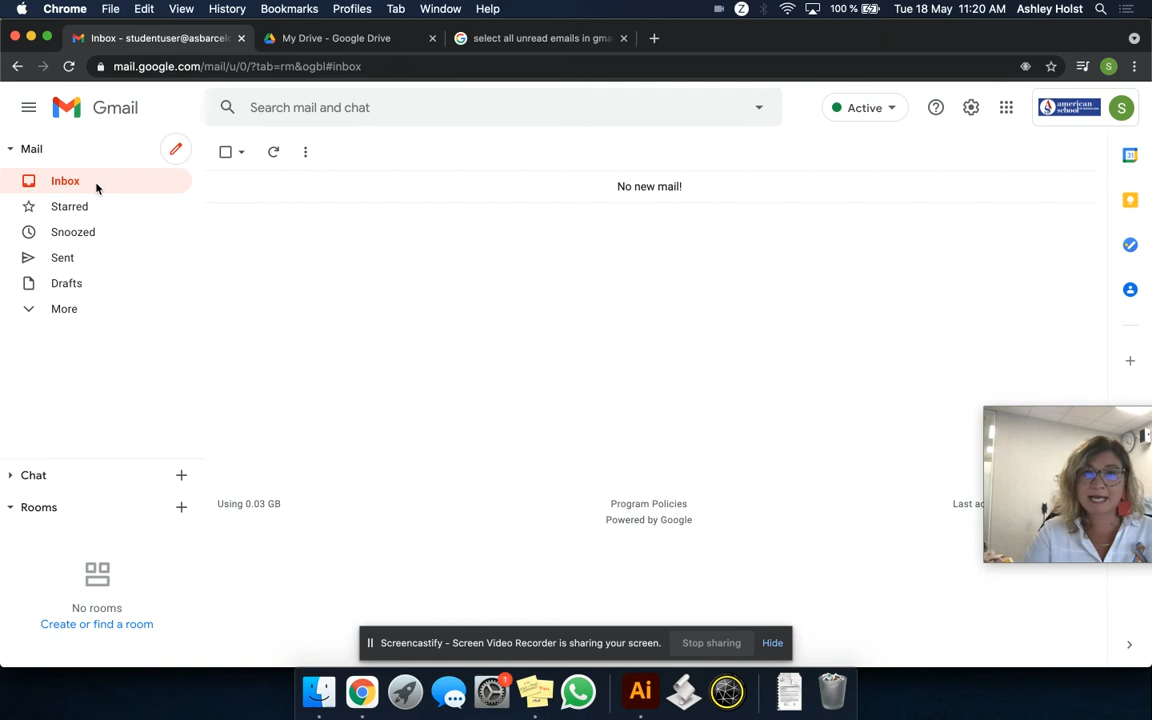 Chrome File Edit View History Bookmarks Profiles Tab Window Help Z 100 % Tue 18 May 11:20 AM Ashley Holst
Inbox - studentuser@asbarcel My Drive - Google Drive select all unread emails in gma
mail.google.com/mail/u/0/?tab=rm&ogbl#inbox S
Gmail Search mail and chat Active american school S
Mail
Inbox No new mail!
Starred
Snoozed
Sent
Drafts
More
Chat
Using 0.03 GB Program Policies Last ac
Rooms
Powered by Google
No rooms
Create or find a room
Screencastify - Screen Video Recorder is sharing your screen. Stop sharing Hide
Ai